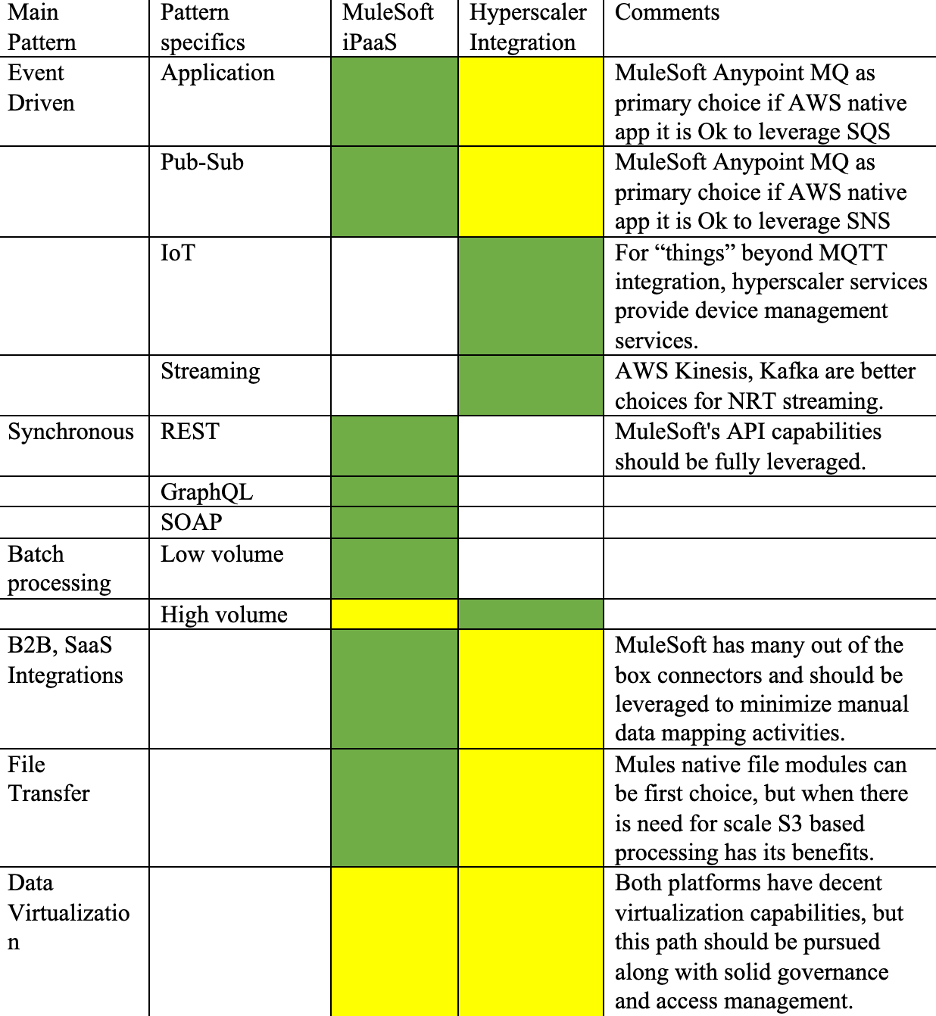 Main
Pattern
Pattern
specifics
MuleSoft
iPaaS
Hyperscaler
Integration
Comments
Event
Driven
Application
MuleSoft Anypoint MQ as
primary choice if AWS native
app it is Ok to leverage SQS
Pub-Sub
MuleSoft Anypoint MQ as
primary choice if AWS native
app it is Ok to leverage SNS
IoT
For “things” beyond MQTT
integration, hyperscaler services
provide device management
services.
Streaming
AWS Kinesis, Kafka are better
choices for NRT streaming.
Synchronous
REST
MuleSoft's API capabilities
should be fully leveraged.
GraphQL
SOAP
Batch
processing
Low volume
High volume
B2B, SaaS
Integrations
MuleSoft has many out of the
box connectors and should be
leveraged to minimize manual
data mapping activities.
File
Transfer
Mules native file modules can
be first choice, but when there
is need for scale S3 based
processing has its benefits.
Data
Virtualizatio
n
Both platforms have decent
virtualization capabilities, but
this path should be pursued
along with solid governance
and access management.